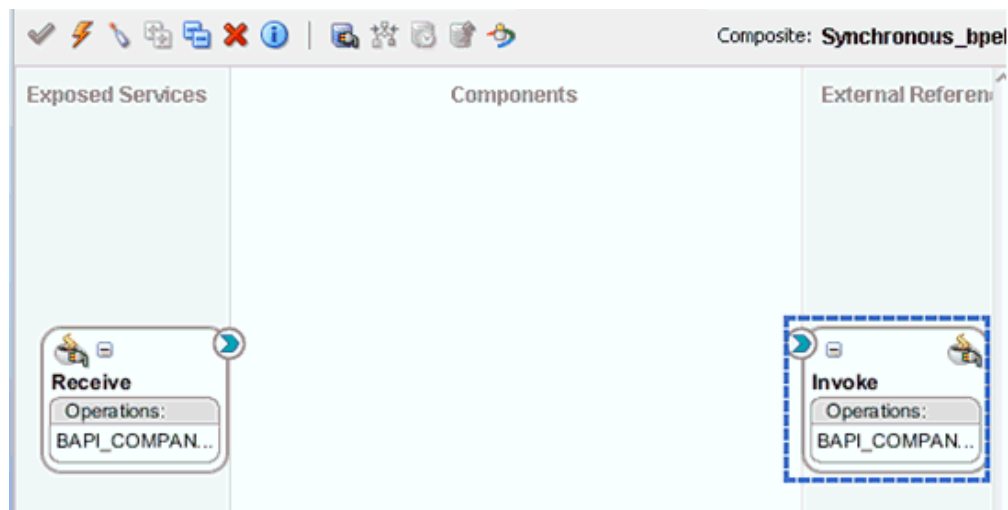 Composite: Synchronous_bpel
Exposed Services
Components
External Referen
Receive
Operations:
BAPI_COMPAN...
Invoke
Operations:
BAPI_COMPAN...